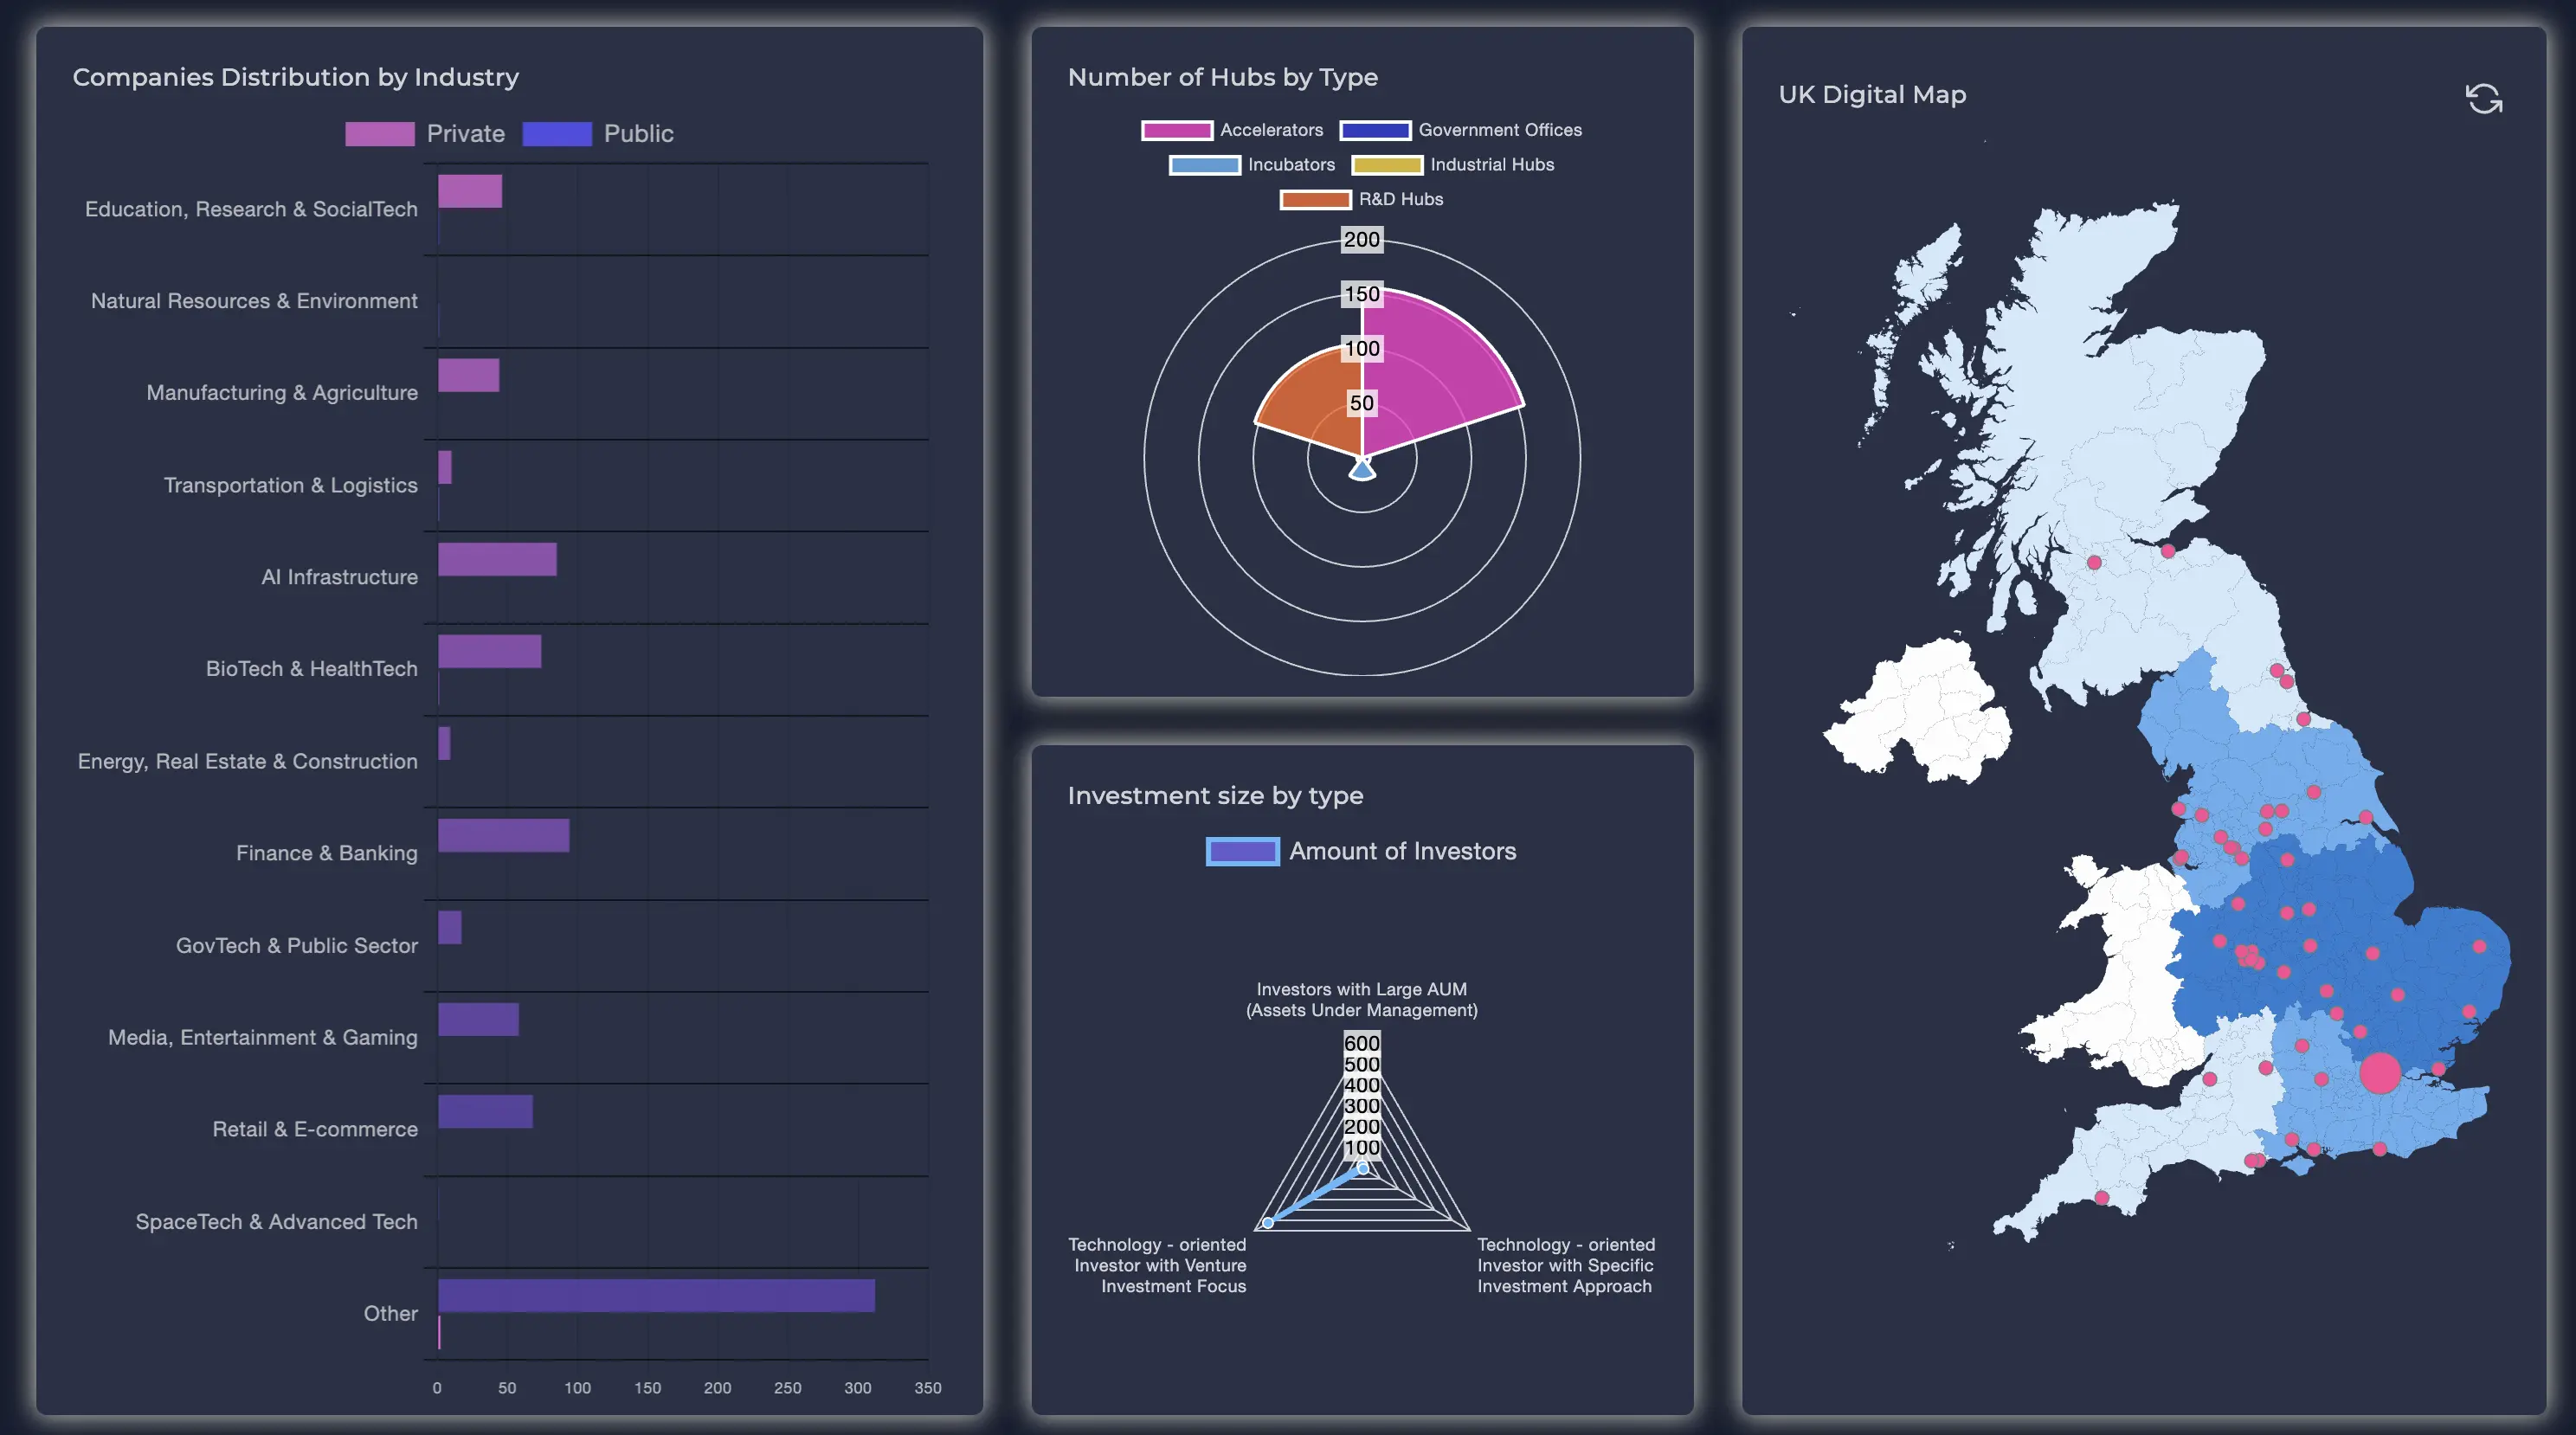 Companies Distribution by Industry
Private
Public
Education, Research & SocialTech
Natural Resources & Environment
Manufacturing & Agriculture
Transportation & Logistics
AI Infrastructure
BioTech & HealthTech
Energy, Real Estate & Construction
Finance & Banking
GovTech & Public Sector
Media, Entertainment & Gaming
Retail & E-commerce
SpaceTech & Advanced Tech
Other
0 50 100 150 200 250 300 350
Number of Hubs by Type
Accelerators
Government Offices
Incubators
Industrial Hubs
R&D Hubs
200
150
100
50
Investment size by type
Amount of Investors
Investors with Large AUM
(Assets Under Management)
600
500
400
300
200
100
Technology - oriented
Investor with Venture
Investment Focus
Technology - oriented
Investor with Specific
Investment Approach
UK Digital Map